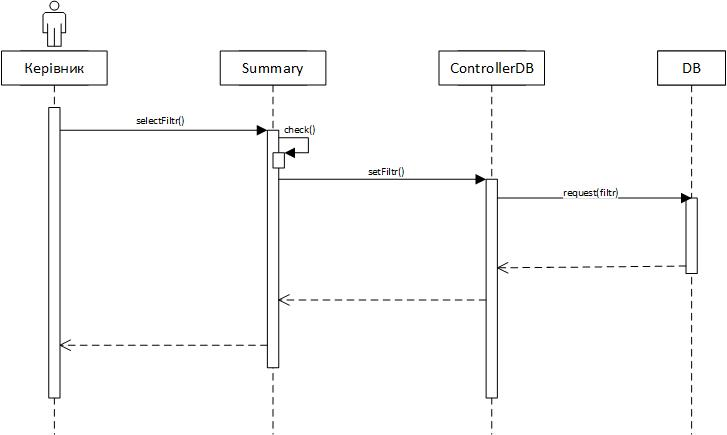 Керівник
Summary
ControllerDB
DB
selectFiltr()
check()
setFiltr()
request(filtr)